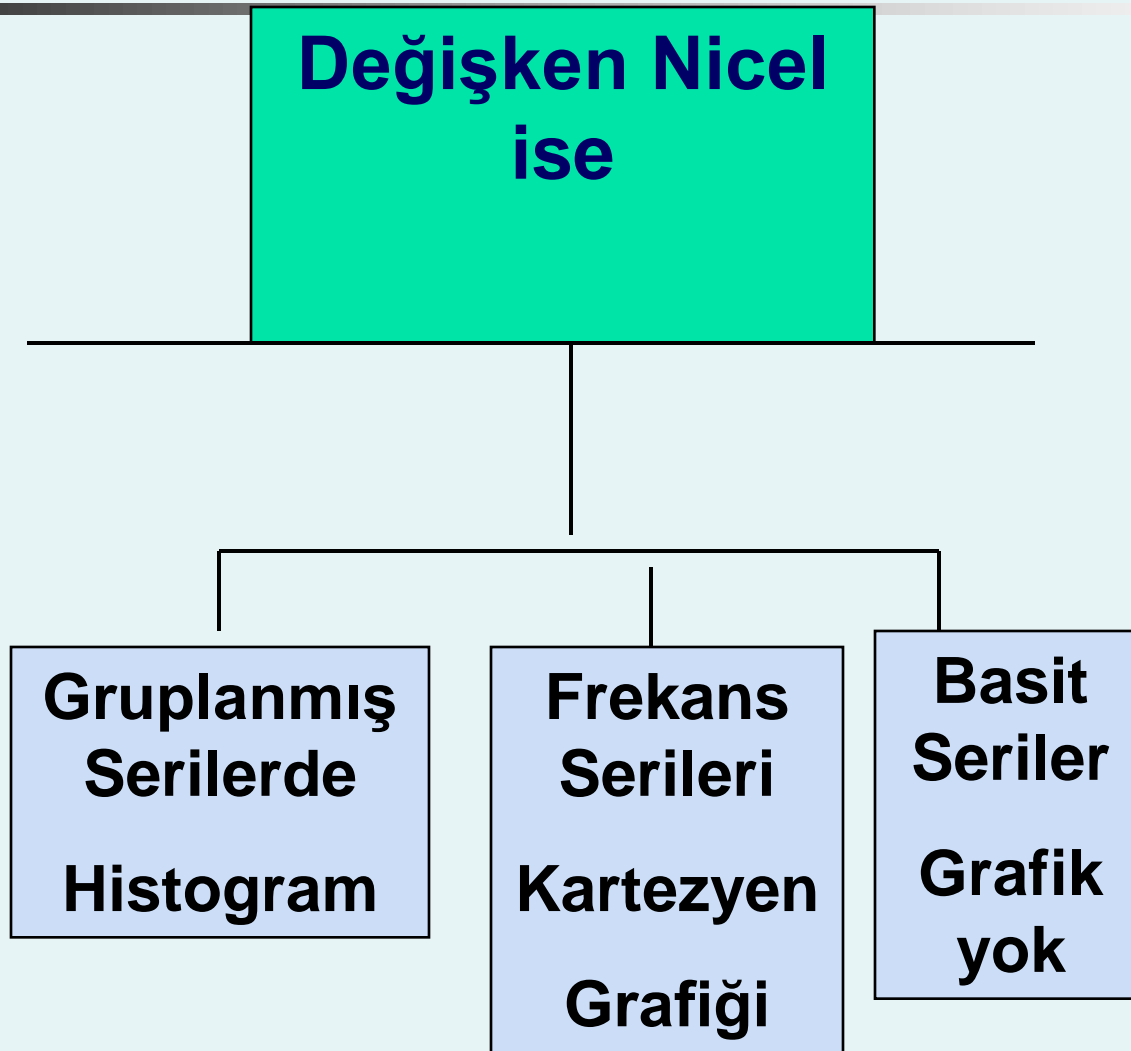 Değişken Nicel
ise
Gruplanmış
Serilerde
Histogram
Frekans
Serileri
Kartezyen
Grafiği
Basit
Seriler
Grafik
yok